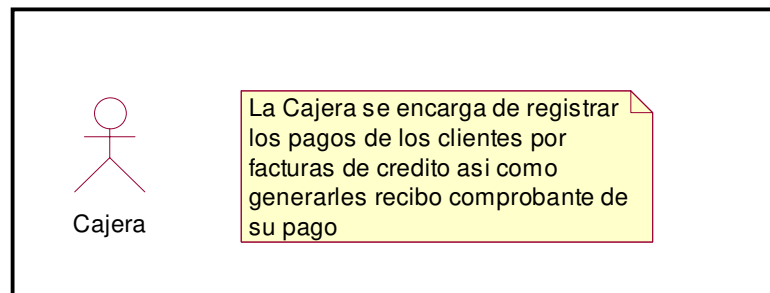 La Cajera se encarga de registrar
los pagos de los clientes por
facturas de credito asi como
generarles recibo comprobante de
su pago
Cajera